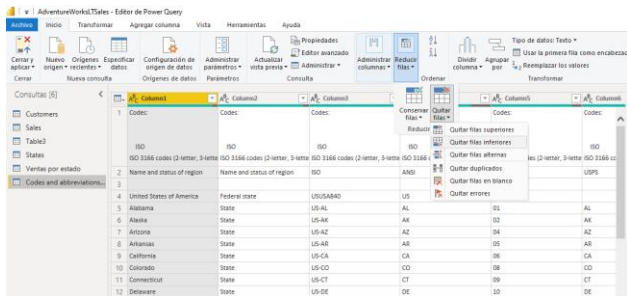 AdventureWorksLTSales - Editor de Power Query
Archivo Inicio Transformar Agregar columna Vista Herramientas Ayuda
Cerrar y aplicar
Nuevo origen
Orígenes recientes
Especificar datos
Configuración de origen de datos
Administrar parámetros
Actualizar vista previa
Propiedades
Editor avanzado
Administrar
Administrar columnas
Reducir filas
Dividir columna
Agrupar por
Tipo de datos: Texto
Usar la primera fila como encabezad
Reemplazar los valores
Cerrar Nueva consulta Orígenes de datos Parámetros Consulta Ordenar Transformar
Conservar filas
Quitar filas
Reducir
Quitar filas superiores
Quitar filas inferiores
Quitar filas alternas
Quitar duplicados
Quitar filas en blanco
Quitar errores
Consultas [6]
Customers
Sales
Table3
States
Ventas por estado
Codes and abbreviations...
Column1 Column2 Column3 Column5 Column6
1 Codes: Codes: Codes: Codes: Codes:
ISO ISO ISO ISO ISO
ISO 3166 codes (2-letter, 3-lette ISO 3166 codes (2-letter, 3-letter ISO 3166 codes (2-letter, 3-letter ISO 3166 c es (2-letter, 3-letter ISO 3166 co
2 Name and status of region Name and status of region ISO ANSI USPS
3
4 United States of America Federal state USUSA840 US
5 Alabama State US-AL AL 01 AL
6 Alaska State US-AK AK 02 AK
7 Arizona State US-AZ AZ 04 AZ
8 Arkansas State US-AR AR 05 AR
9 California State US-CA CA 06 CA
10 Colorado State US-CO CO 08 CO
11 Connecticut State US-CT CT 09 CT
12 Delaware State US-DE DE 10 DE